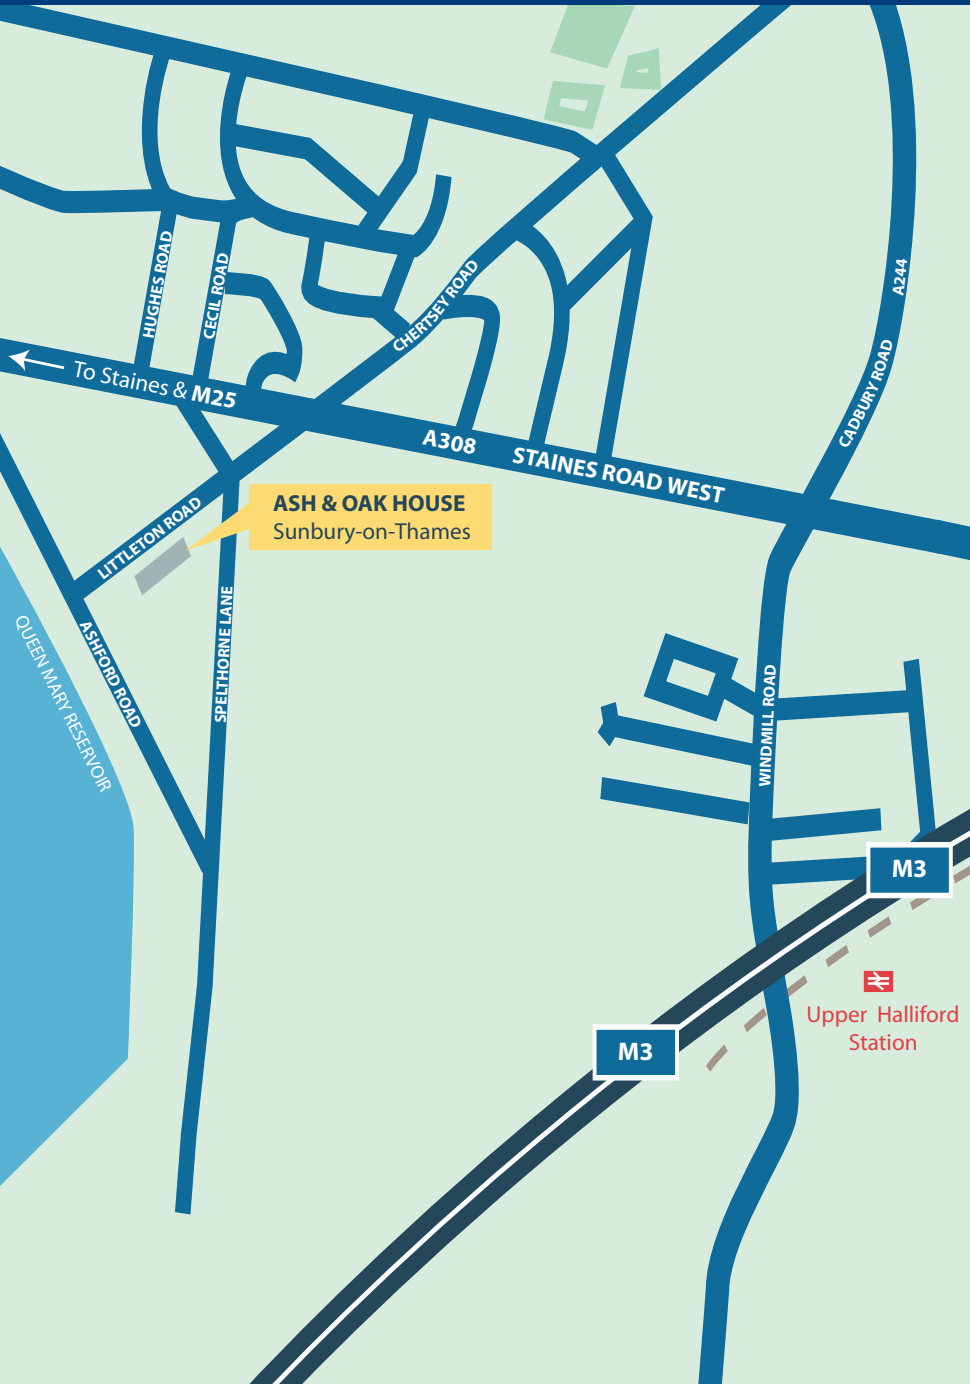 HUGHES ROAD
CECIL ROAD
CHERTSEY ROAD
A244
CADBURY ROAD
To Staines & M25
A308
STAINES ROAD WEST
ASH & OAK HOUSE
Sunbury-on-Thames
LITTLETON ROAD
ASHFORD ROAD
SPELTHORNE LANE
QUEEN MARY RESERVOIR
WINDMILL ROAD
M3
Upper Halliford
Station
M3